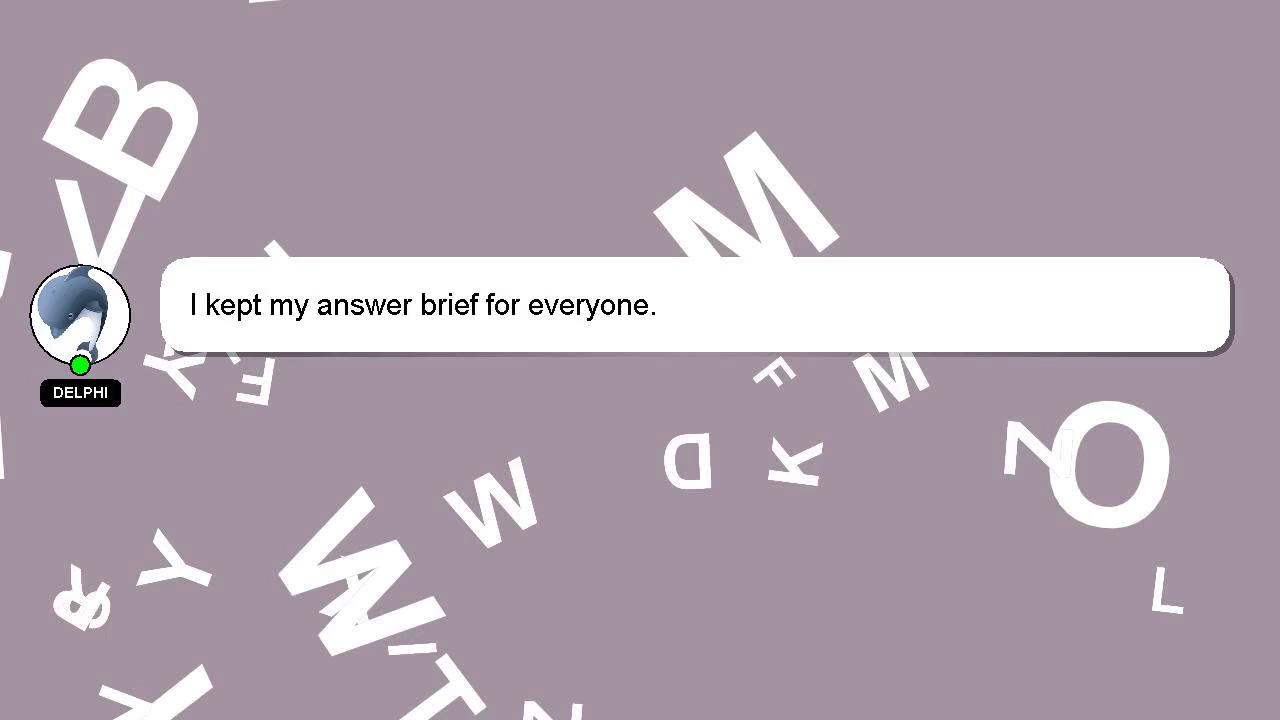 I kept my answer brief for everyone.
DELPHI
B
V
M
F
Y
E
F
M
D
K
Z
O
W
W
Y
R
L
I
T
Z
Y